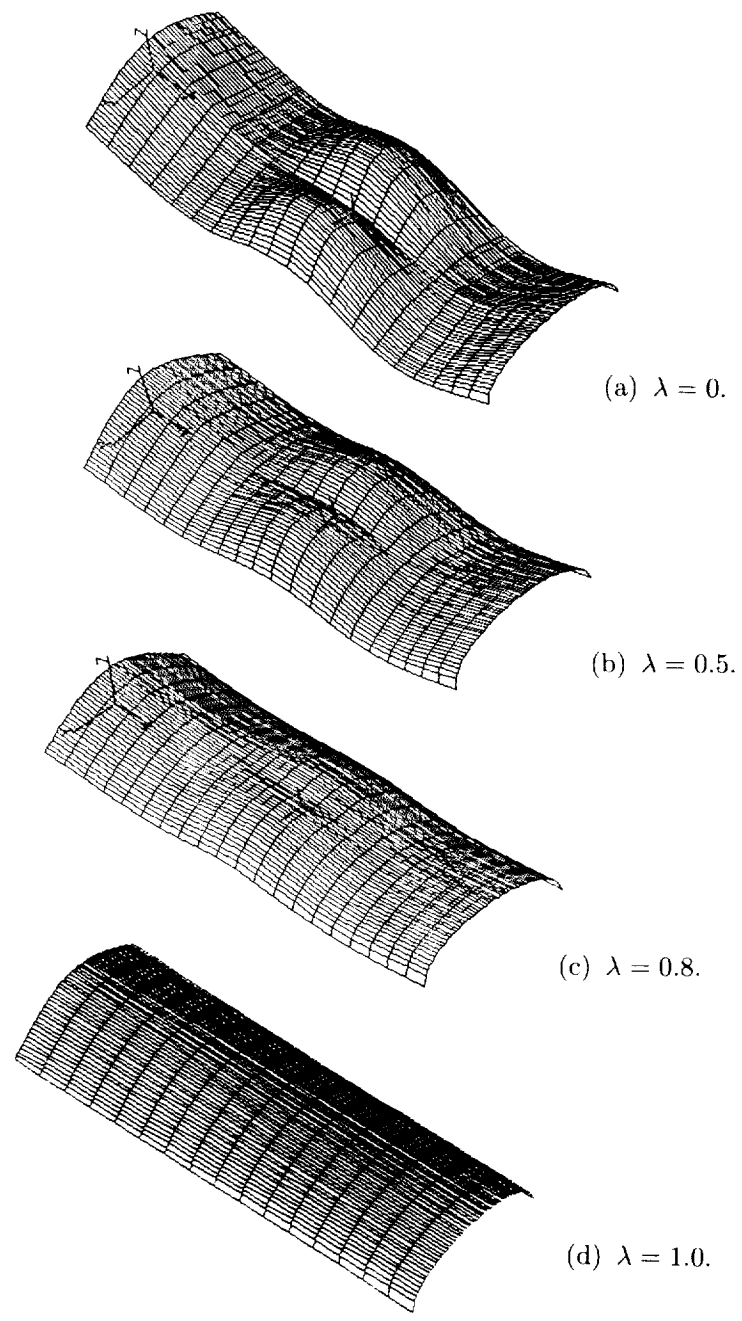 Z
(a) λ = 0.
Z
(b) λ = 0.5.
Z
(c) λ = 0.8.
(d) λ = 1.0.